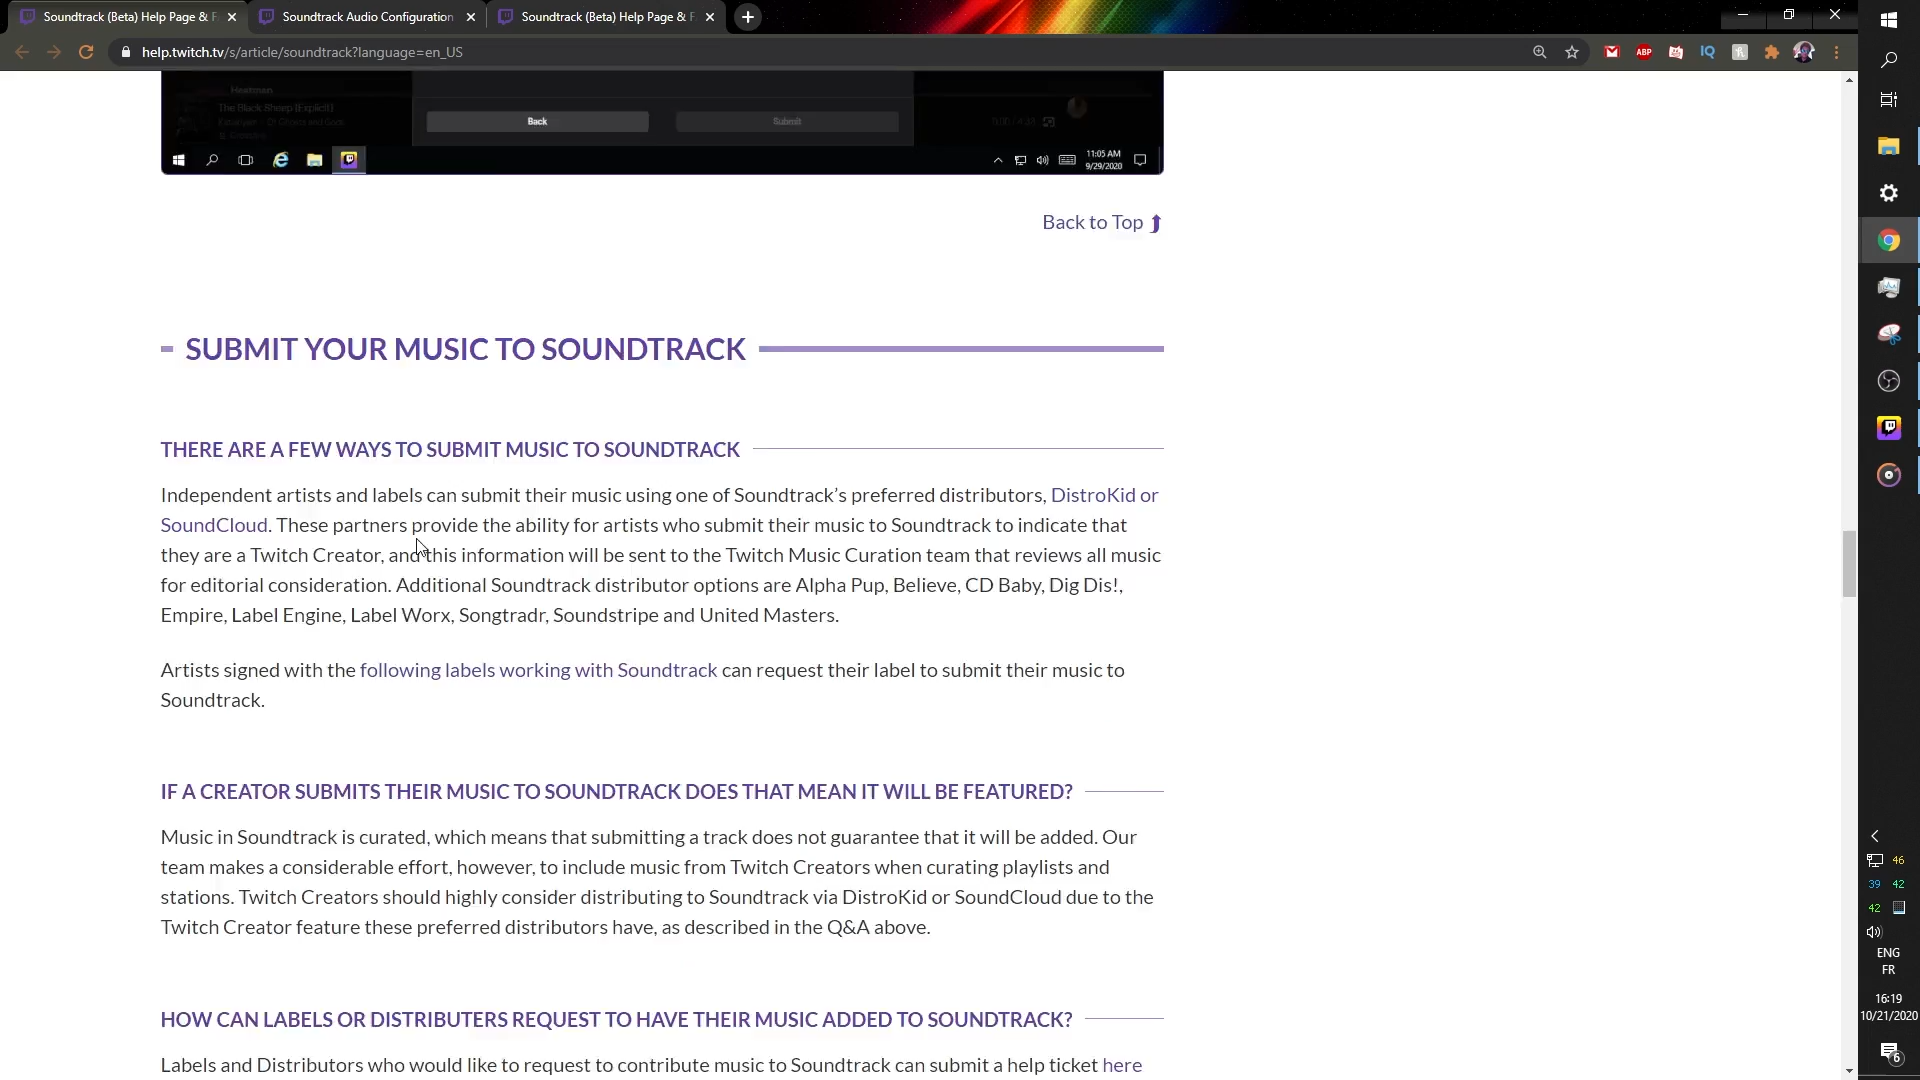 Soundtrack (Beta) Help Page & F
Soundtrack Audio Configuration
Soundtrack (Beta) Help Page & F
help.twitch.tv/s/article/soundtrack?language=en_US
ABP
IQ
Heatmen
The Black Sheep [Explicit]
Back
Submit
11:05 AM
9/29/2020
Back to Top
SUBMIT YOUR MUSIC TO SOUNDTRACK
THERE ARE A FEW WAYS TO SUBMIT MUSIC TO SOUNDTRACK
Independent artists and labels can submit their music using one of Soundtrack’s preferred distributors, DistroKid or
SoundCloud. These partners provide the ability for artists who submit their music to Soundtrack to indicate that
they are a Twitch Creator, and this information will be sent to the Twitch Music Curation team that reviews all music
for editorial consideration. Additional Soundtrack distributor options are Alpha Pup, Believe, CD Baby, Dig Dis!,
Empire, Label Engine, Label Worx, Songtradr, Soundstripe and United Masters.
Artists signed with the following labels working with Soundtrack can request their label to submit their music to
Soundtrack.
IF A CREATOR SUBMITS THEIR MUSIC TO SOUNDTRACK DOES THAT MEAN IT WILL BE FEATURED?
Music in Soundtrack is curated, which means that submitting a track does not guarantee that it will be added. Our
team makes a considerable effort, however, to include music from Twitch Creators when curating playlists and
stations. Twitch Creators should highly consider distributing to Soundtrack via DistroKid or SoundCloud due to the
Twitch Creator feature these preferred distributors have, as described in the Q&A above.
HOW CAN LABELS OR DISTRIBUTERS REQUEST TO HAVE THEIR MUSIC ADDED TO SOUNDTRACK?
Labels and Distributors who would like to request to contribute music to Soundtrack can submit a help ticket here
46
39 42
42
ENG
FR
16:19
10/21/2020
6